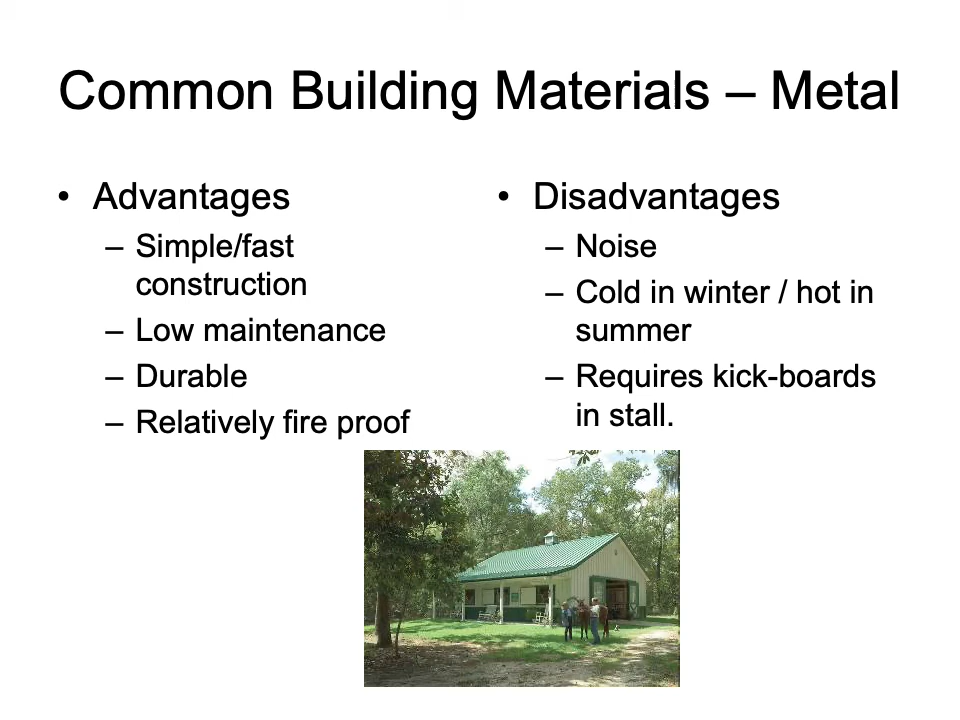 Common Building Materials – Metal
• Advantages
– Simple/fast
construction
– Low maintenance
– Durable
– Relatively fire proof
• Disadvantages
– Noise
– Cold in winter / hot in
summer
– Requires kick-boards
in stall.